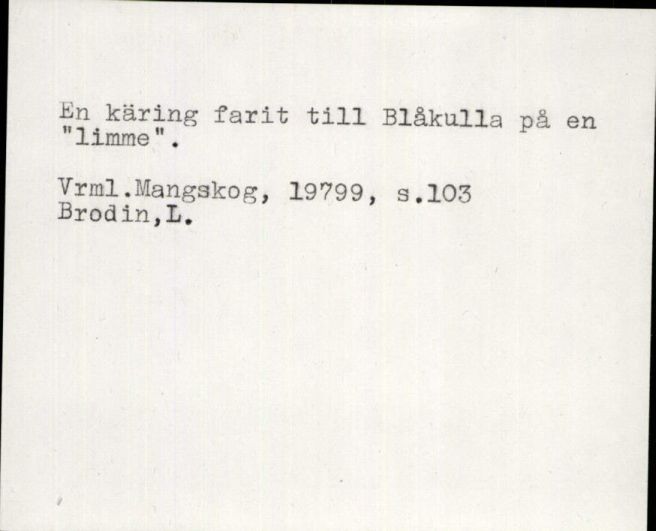 En käring farit till Blåkulla på en
"limme".
Vrml.Mangskog, 19799, s.103
Brodin,L.